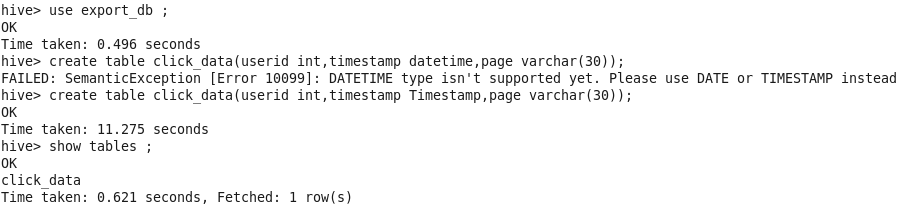 hive> use export_db ;
OK
Time taken: 0.496 seconds
hive> create table click_data(userid int,timestamp datetime,page varchar(30));
FAILED: SemanticException [Error 10099]: DATETIME type isn't supported yet. Please use DATE or TIMESTAMP instead
hive> create table click_data(userid int,timestamp Timestamp,page varchar(30));
OK
Time taken: 11.275 seconds
hive> show tables ;
OK
click_data
Time taken: 0.621 seconds, Fetched: 1 row(s)